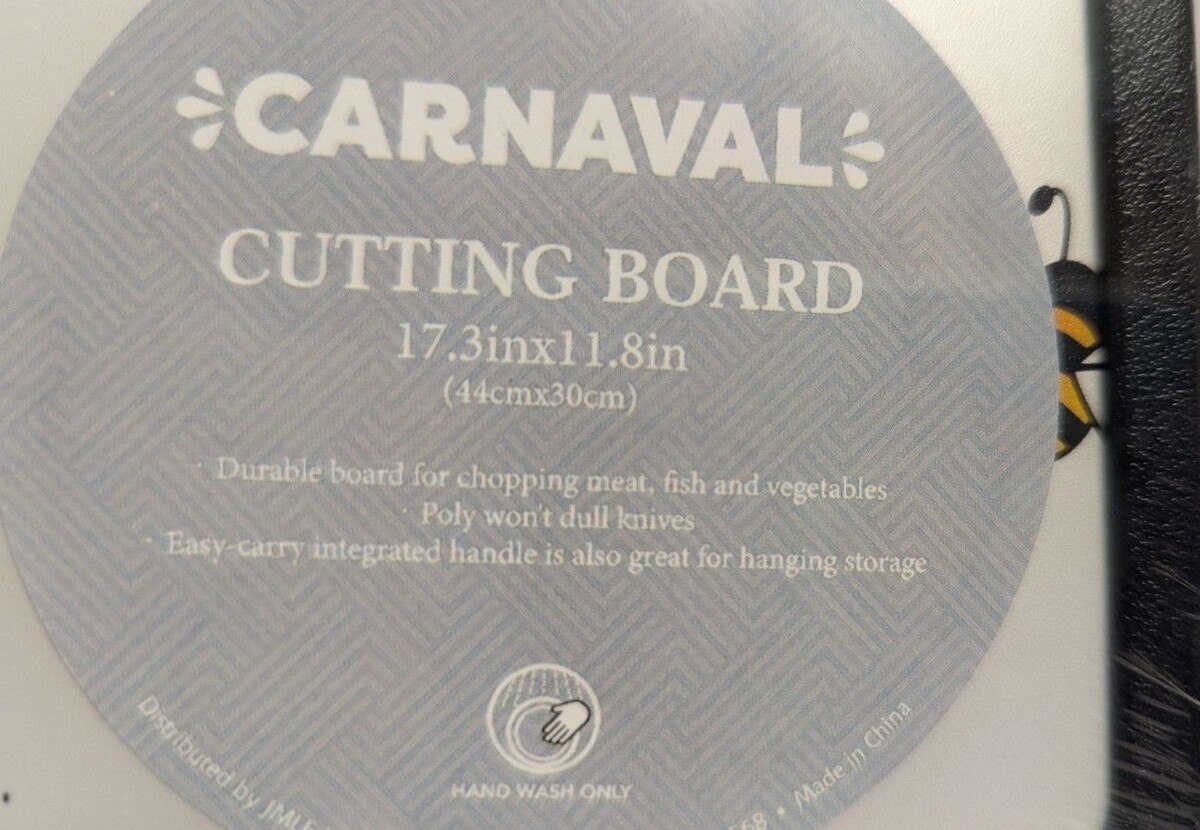 CARNAVAL
CUTTING BOARD
17.3inx11.8in
(44cmx30cm)
· Durable board for chopping meat, fish and vegetables
· Poly won't dull knives
· Easy-carry integrated handle is also great for hanging storage
HAND WASH ONLY
Distributed by
68 • Made in China